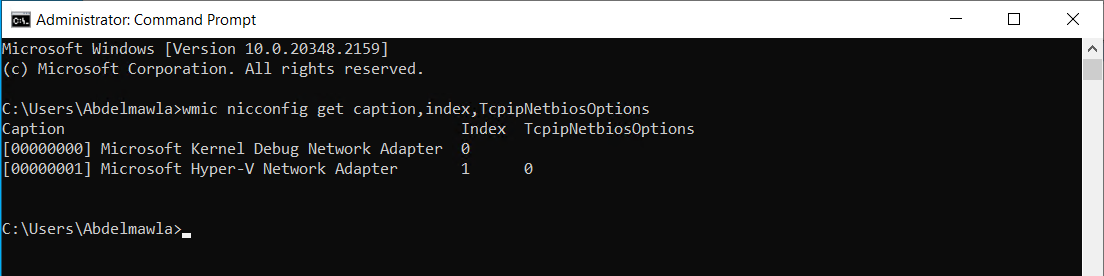 Administrator: Command Prompt
Microsoft Windows [Version 10.0.20348.2159]
(c) Microsoft Corporation. All rights reserved.
C:\Users\Abdelmawla>wmic nicconfig get caption,index,TcpipNetbiosOptions
Caption                                            Index  TcpipNetbiosOptions
[00000000] Microsoft Kernel Debug Network Adapter  0
[00000001] Microsoft Hyper-V Network Adapter       1      0
C:\Users\Abdelmawla>